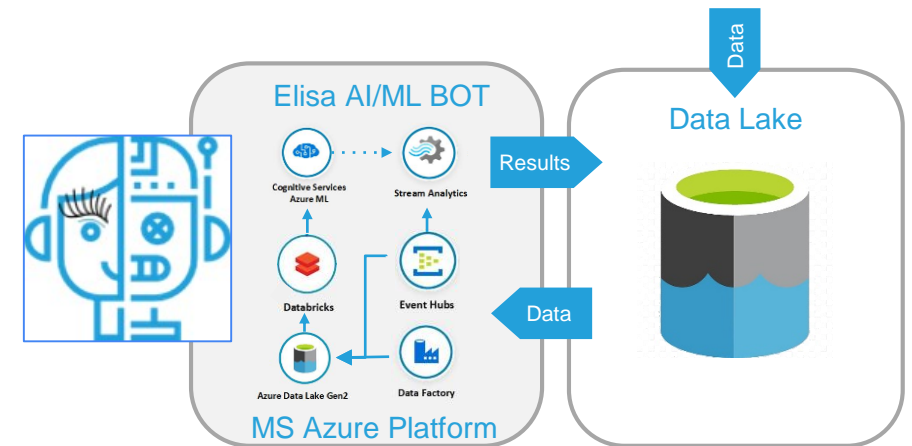 Data
Elisa AI/ML BOT
Cognitive Services
Azure ML
Stream Analytics
Databricks
Event Hubs
Azure Data Lake Gen2
Data Factory
MS Azure Platform
Results
Data
Data Lake